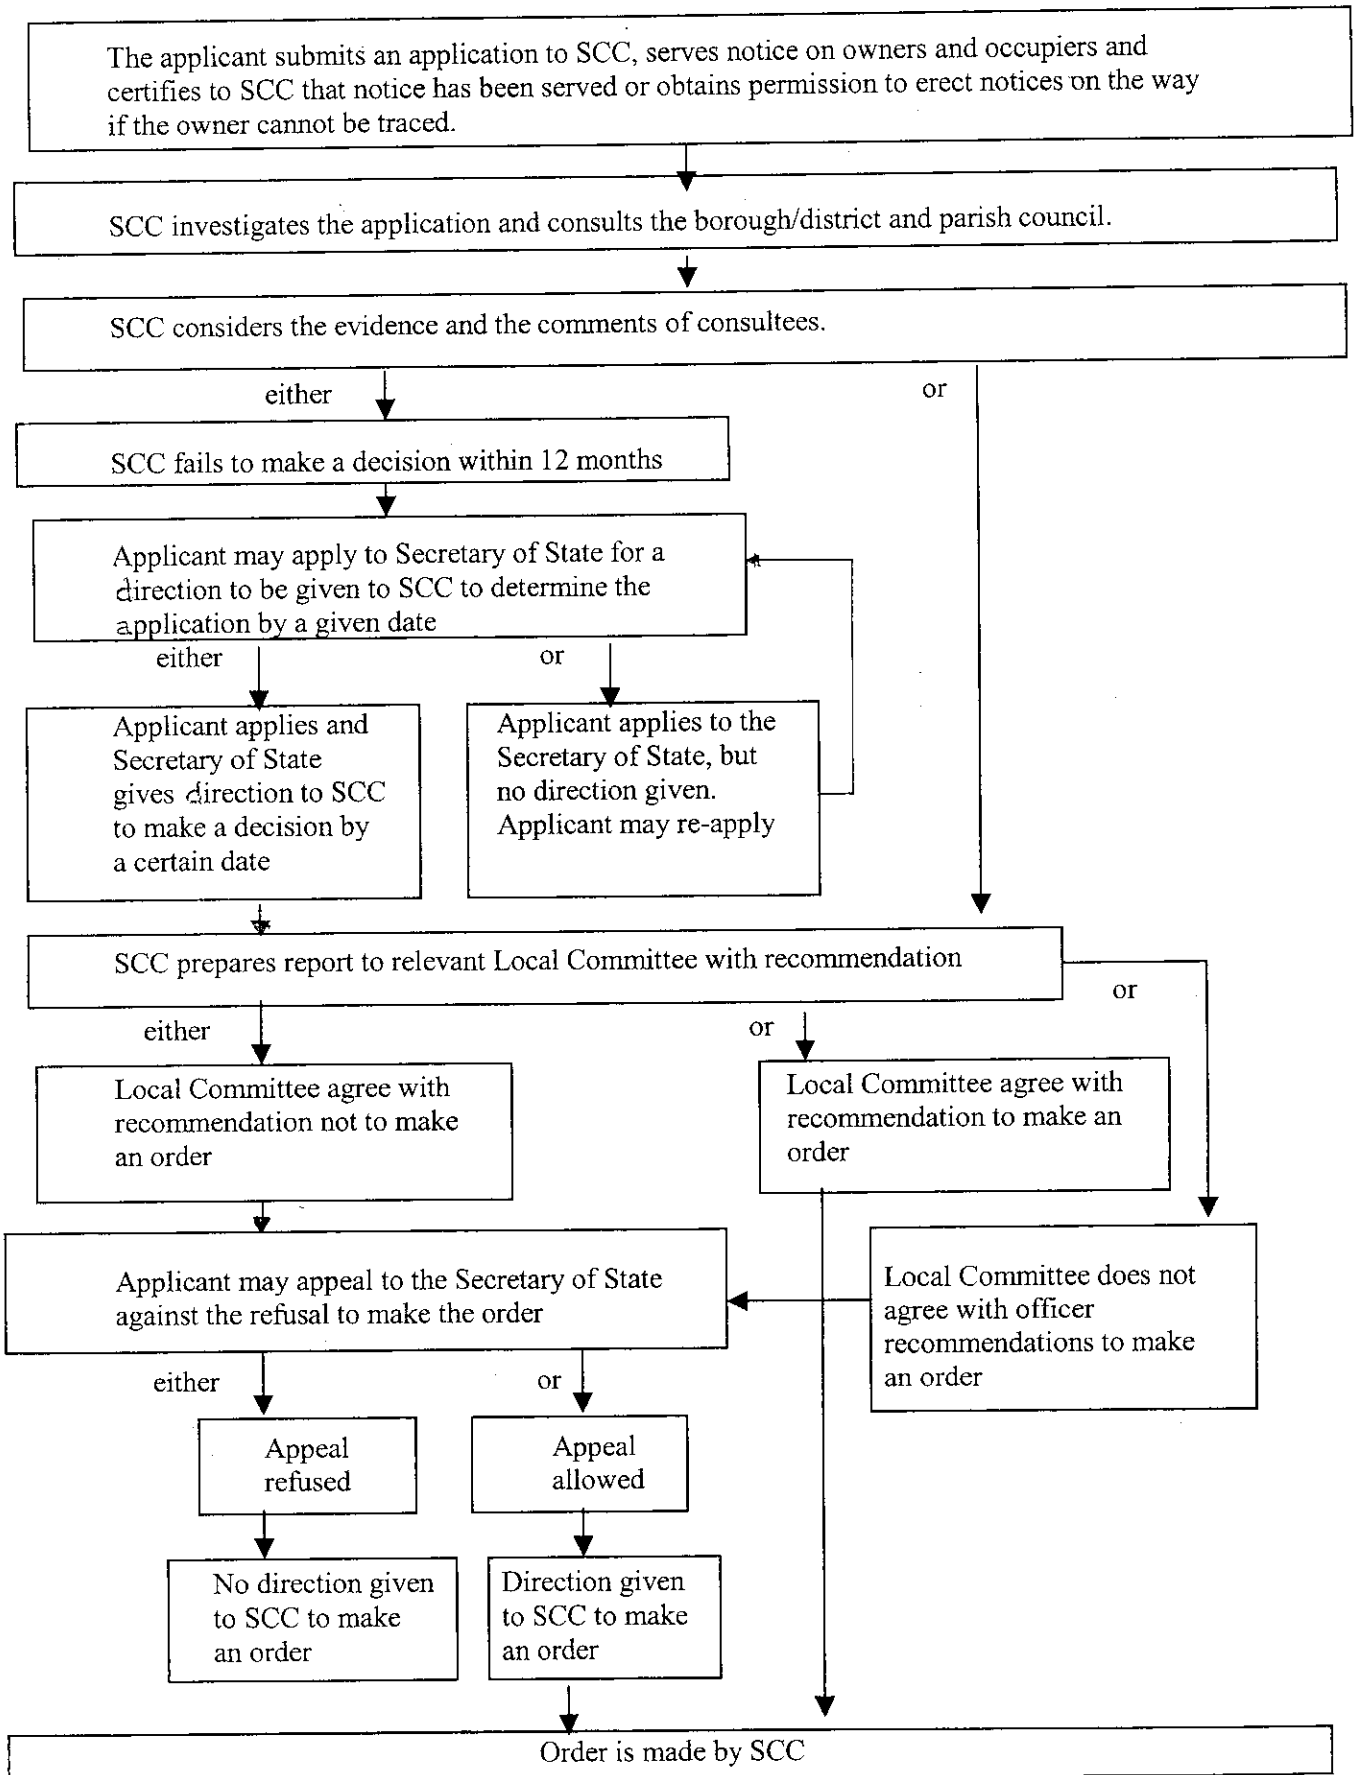 The applicant submits an application to SCC, serves notice on owners and occupiers and
certifies to SCC that notice has been served or obtains permission to erect notices on the way
if the owner cannot be traced.
SCC investigates the application and consults the borough/district and parish council.
SCC considers the evidence and the comments of consultees.
either
or
SCC fails to make a decision within 12 months
Applicant may apply to Secretary of State for a
direction to be given to SCC to determine the
application by a given date
either
or
Applicant applies and
Secretary of State
gives direction to SCC
to make a decision by
a certain date
Applicant applies to the
Secretary of State, but
no direction given.
Applicant may re-apply
SCC prepares report to relevant Local Committee with recommendation
either
or
or
Local Committee agree with
recommendation not to make
an order
Local Committee agree with
recommendation to make an
order
Applicant may appeal to the Secretary of State
against the refusal to make the order
Local Committee does not
agree with officer
recommendations to make
an order
either
or
Appeal
refused
Appeal
allowed
No direction given
to SCC to make
an order
Direction given
to SCC to make
an order
Order is made by SCC